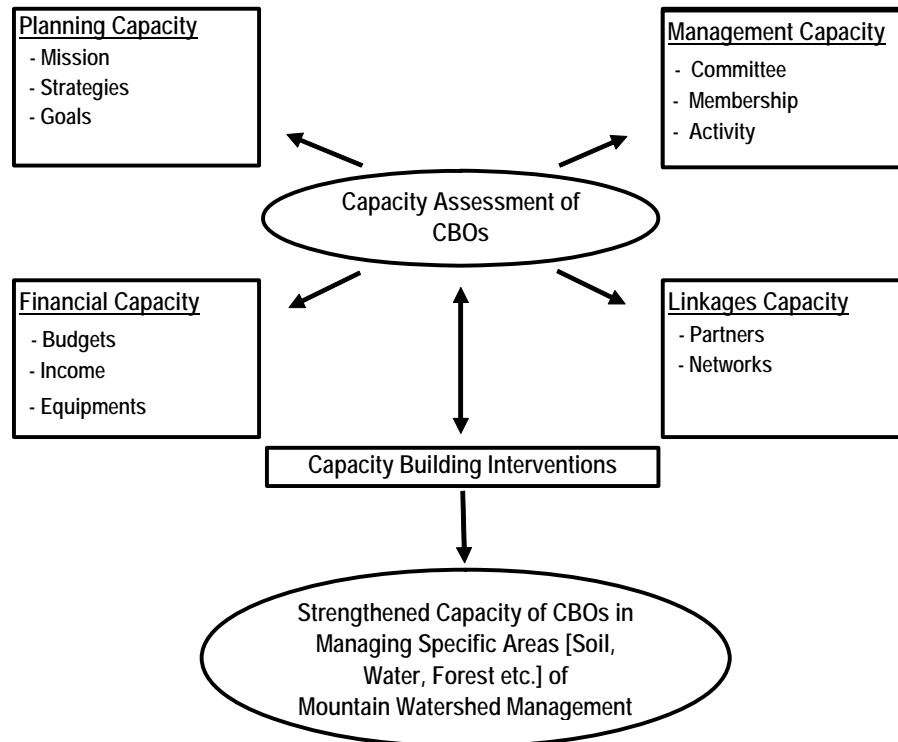 Planning Capacity
- Mission
- Strategies
- Goals
Management Capacity
- Committee
- Membership
- Activity
Capacity Assessment of
CBOs
Financial Capacity
- Budgets
- Income
- Equipments
Linkages Capacity
- Partners
- Networks
Capacity Building Interventions
Strengthened Capacity of CBOs in
Managing Specific Areas [Soil,
Water, Forest etc.] of
Mountain Watershed Management